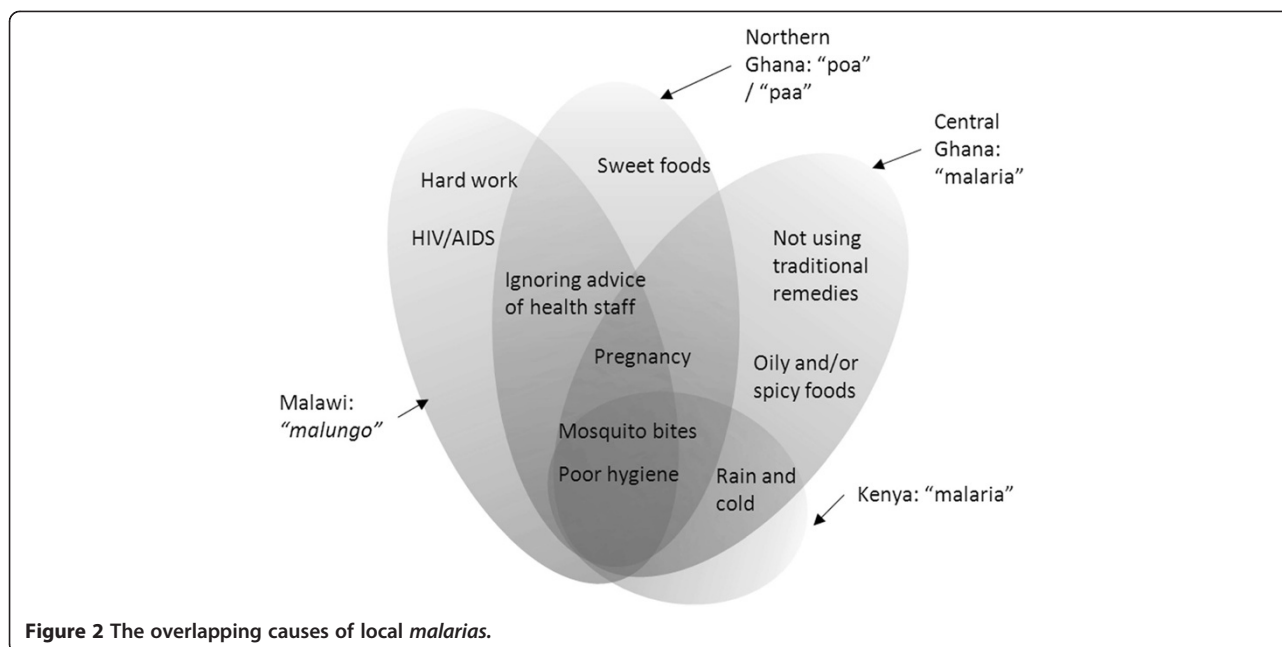 Northern
Ghana: “poa”
/ “paa”
Central
Ghana:
“malaria”
Sweet foods
Hard work
HIV/AIDS
Not using
traditional
remedies
Ignoring advice
of health staff
Pregnancy
Oily and/or
spicy foods
Malawi:
“malungo”
Mosquito bites
Poor hygiene
Rain and
cold
Kenya: “malaria”
Figure 2 The overlapping causes of local malarias.